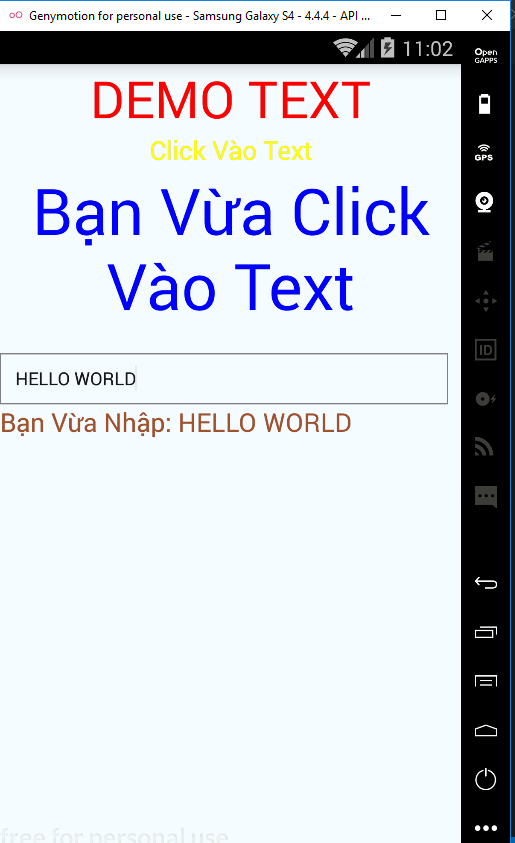 Genymotion for personal use - Samsung Galaxy S4 - 4.4.4 - API ...
11:02
Open
GAPPS
DEMO TEXT
Click Vào Text
GPS
Bạn Vừa Click
Vào Text
ID
HELLO WORLD
Bạn Vừa Nhập: HELLO WORLD
free for personal use